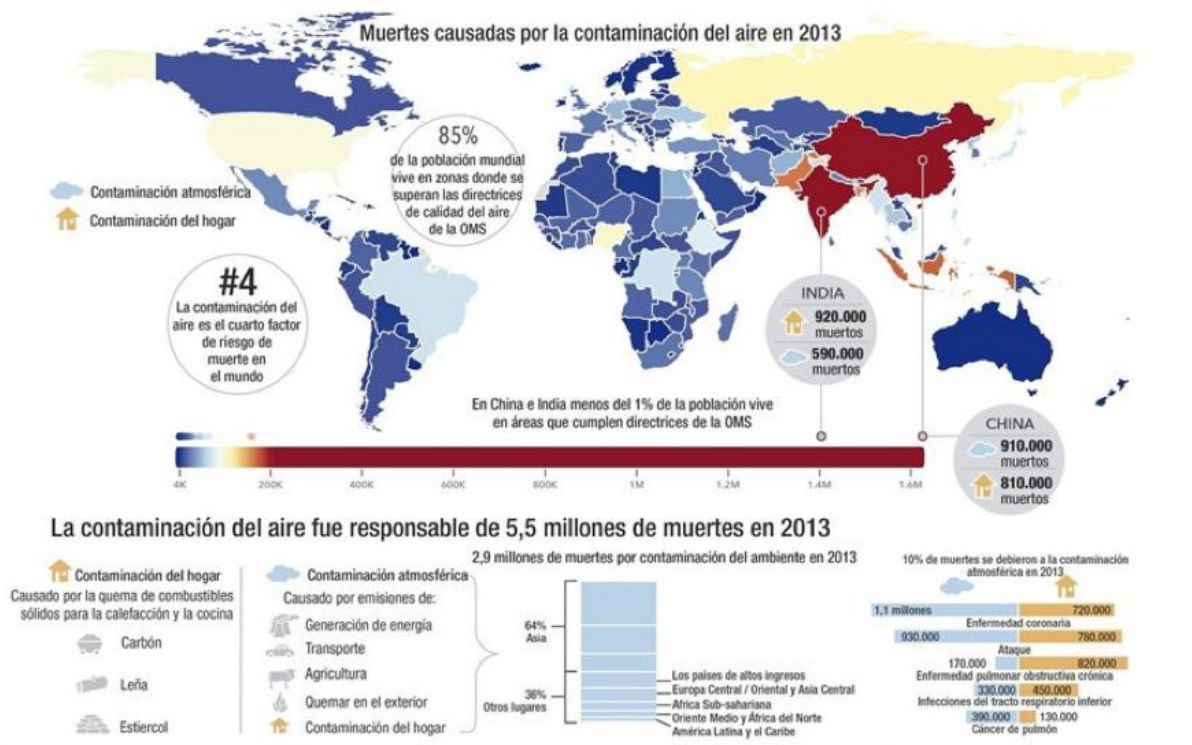 Muertes causadas por la contaminación del aire en 2013
85%
de la población mundial
vive en zonas donde se
superan las directrices
de calidad del aire
de la OMS
Contaminación atmosférica
Contaminación del hogar
#4
La contaminación del
aire es el cuarto factor
de riesgo de
muerte en
el mundo
INDIA
920.000
muertos
590.000
muertos
En China e India menos del 1% de la población vive
en áreas que cumplen directrices de la OMS
CHINA
910.000
muertos
810.000
muertos
4K 200K 400K 600K 800K 1M 1.2M 1.4M 1.6M
La contaminación del aire fue responsable de 5,5 millones de muertes en 2013
Contaminación del hogar
Causado por la quema de combustibles
sólidos para la calefacción y la cocina
Carbón
Leña
Estiercol
Contaminación atmosférica
Causado por emisiones de:
Generación de energía
Transporte
Agricultura
Quemar en el exterior
Contaminación del hogar
2,9 millones de muertes por contaminación del ambiente en 2013
64%
Asia
36%
Otros lugares
Los países de altos ingresos
Europa Central / Oriental y Asia Central
Africa Sub-sahariana
Oriente Medio y África del Norte
América Latina y el Caribe
10% de muertes se debieron a la contaminación
atmosférica en 2013
1,1 millones 720.000
Enfermedad coronaria
930.000 780.000
Ataque
170.000 820.000
Enfermedad pulmonar obstructiva crónica
330.000 450.000
Infecciones del tracto respiratorio inferior
390.000 130.000
Cáncer de pulmón